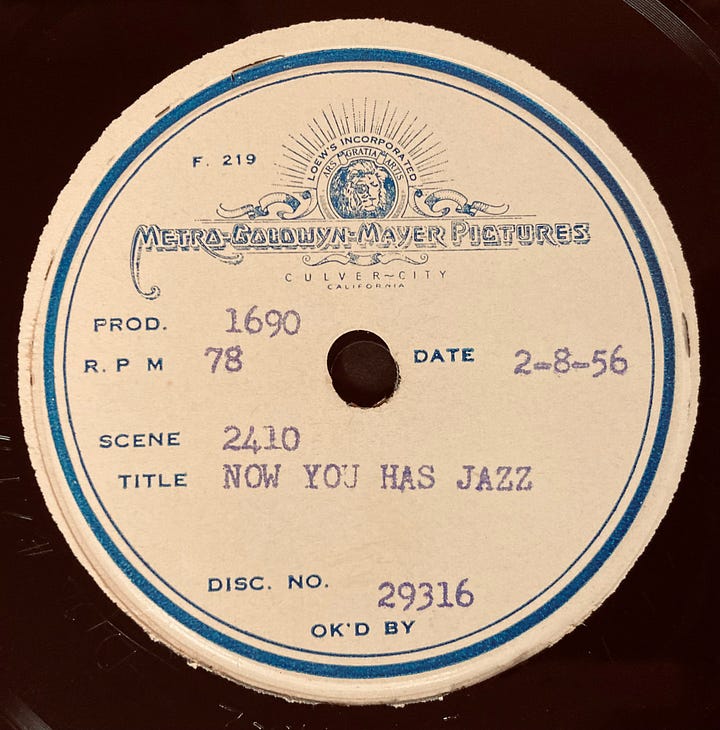 F. 219
LOEW'S INCORPORATED
ARS GRATIA ARTIS
METRO-GOLDWYN-MAYER PICTURES
CULVER~CITY
CALIFORNIA
PROD. 1690
R. P M 78 DATE 2-8-56
SCENE 2410
TITLE NOW YOU HAS JAZZ
DISC. NO. 29316
OK'D BY